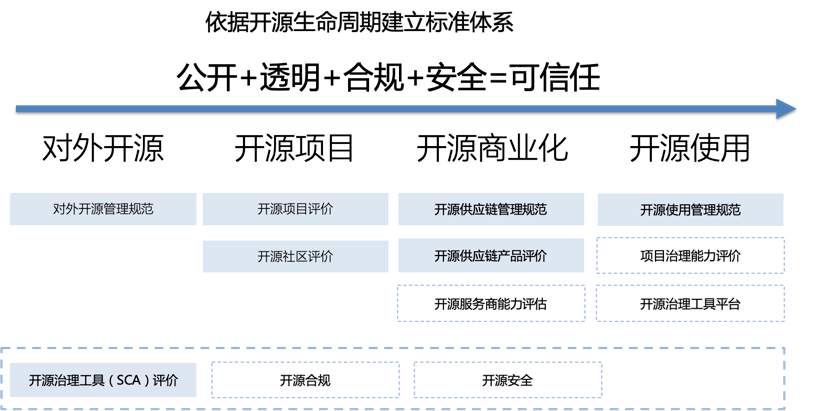 依据开源生命周期建立标准体系
公开+透明+合规+安全=可信任
对外开源 开源项目 开源商业化 开源使用
对外开源管理规范 开源项目评价 开源供应链管理规范 开源使用管理规范
开源社区评价 开源供应链产品评价 项目治理能力评价
开源服务商能力评估 开源治理工具平台
开源治理工具（SCA）评价 开源合规 开源安全